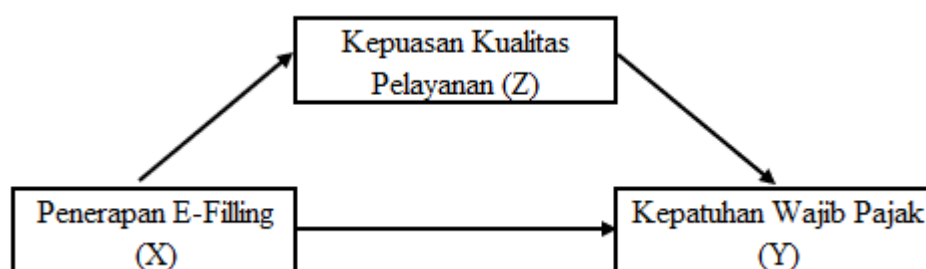 Kepuasan Kualitas
Pelayanan (Z)
Penerapan E-Filling
(X)
Kepatuhan Wajib Pajak
(Y)